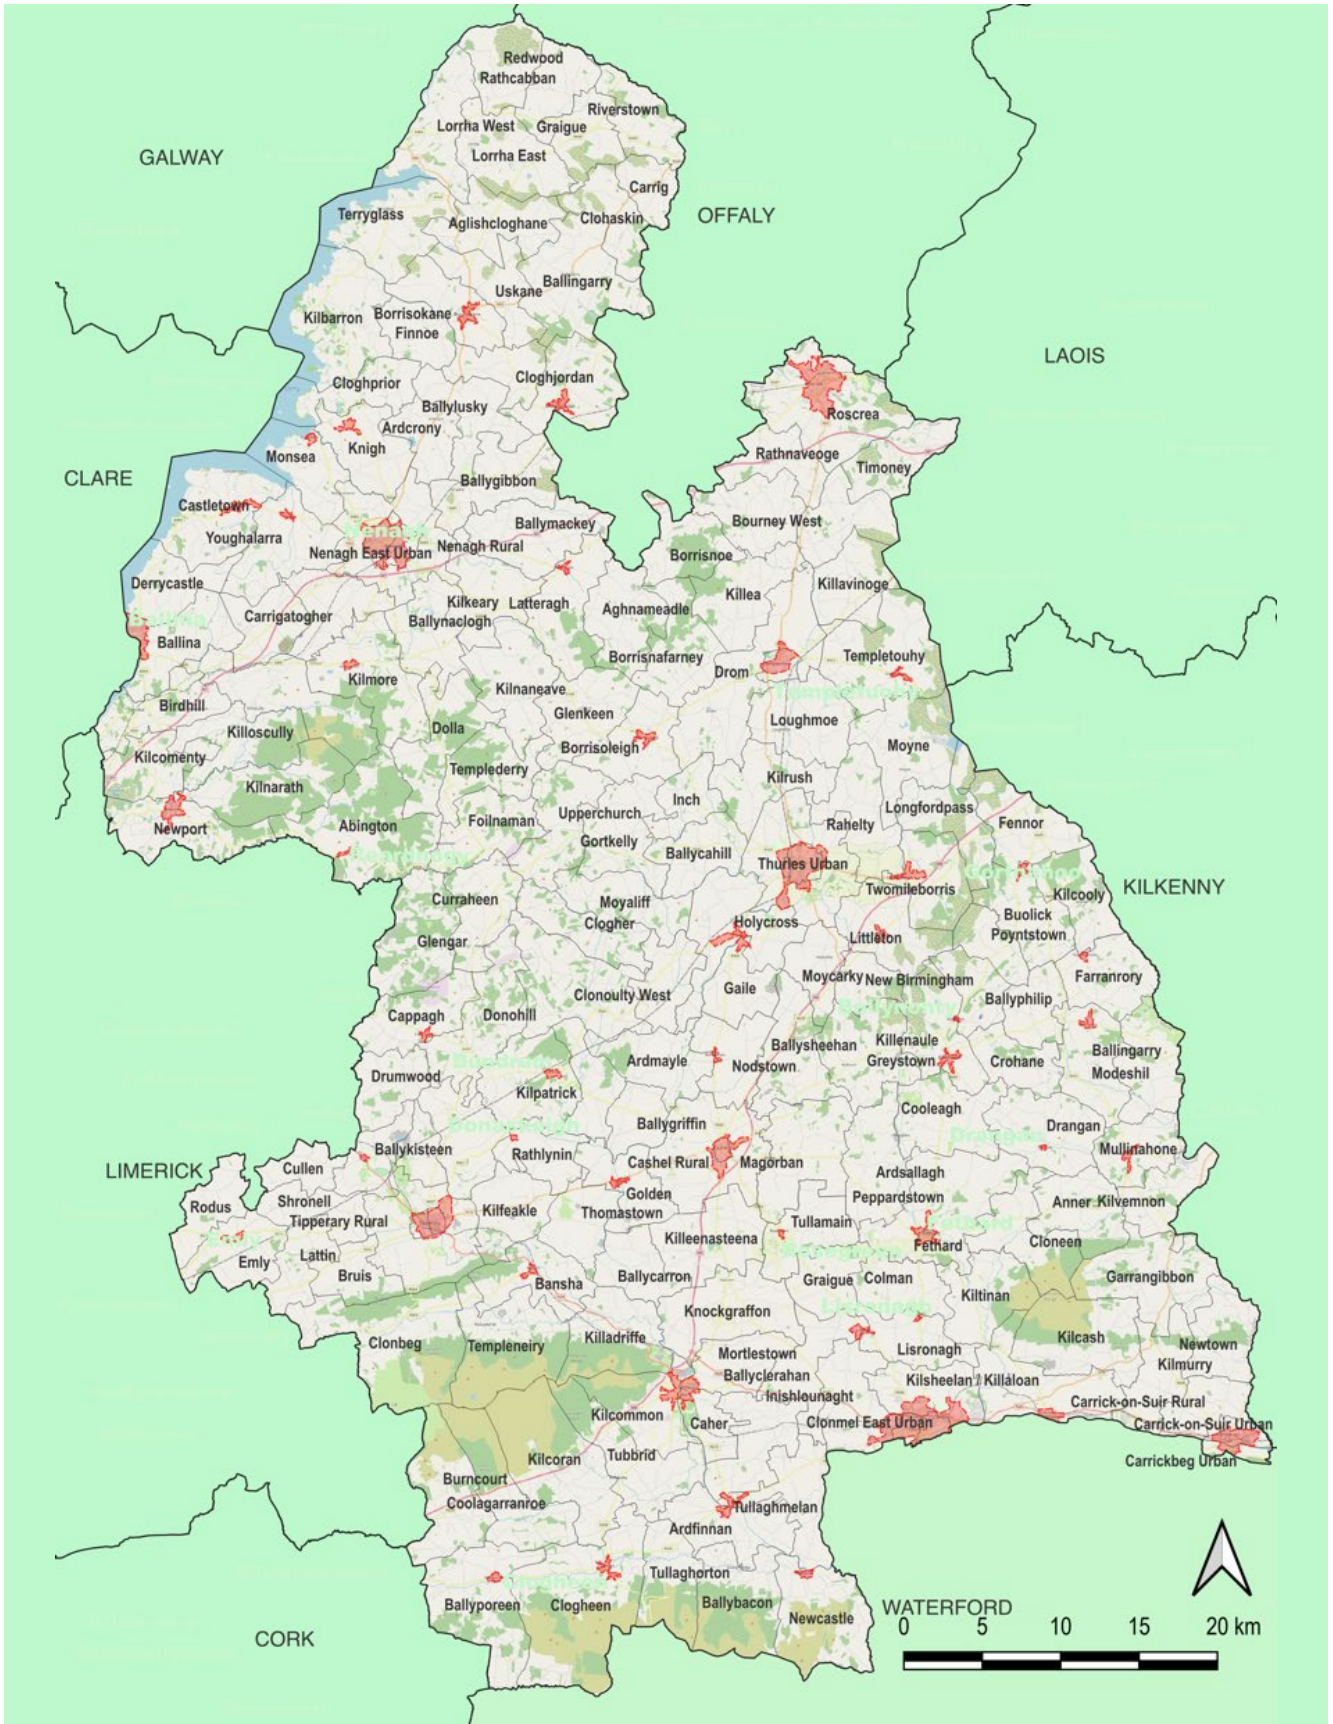 Redwood
Rathcabban
Riverstown
Lorrha West
Graigue
GALWAY
Lorrha East
Carrig
Terryglass
OFFALY
Clohaskin
Aglishcloghane
Ballingarry
Uskane
Kilbarron
Borrisokane
Finnoe
LAOIS
Cloghprior
Cloghjordan
Ballylusky
Roscrea
Ardcrony
Knigh
Monsea
Rathnaveoge
Timoney
CLARE
Ballygibbon
Castletown
Bourney West
Ballymackey
Nenagh
Youghalarra
Nenagh East Urban
Nenagh Rural
Borrisnoe
Derrycastle
Killavinoge
Killea
Kilkeary
Latteragh
Aghnameadle
Carrigatogher
Ballynaclogh
Ballina
Ballina
Borrisnafarney
Templetouhy
Drom
Kilmore
Kilnaneave
Templetuohy
Birdhill
Glenkeen
Loughmoe
Killoscully
Dolla
Borrisoleigh
Moyne
Kilcomenty
Templederry
Kilrush
Kilnarath
Inch
Longfordpass
Upperchurch
Foilnaman
Fennor
Newport
Abington
Rahelty
Gortkelly
Ballycahill
Thurles Urban
Twomileborris
KILKENNY
Kilcooly
Curraheen
Moyaliff
Buolick
Clogher
Holycross
Poyntstown
Glengar
Littleton
Moycarky
New Birmingham
Farranrory
Gaile
Clonoulty West
Ballyphilip
Cappagh
Donohill
Ballysheehan
Killenaule
Ballingarry
Ardmayle
Nodstown
Greystown
Crohane
Modeshil
Drumwood
Kilpatrick
Cooleagh
Ballygriffin
Donaskeigh
Drangan
Drangan
Ballykisteen
Rathlynin
Mullinahone
LIMERICK
Cullen
Cashel Rural
Magorban
Ardsallagh
Shronell
Golden
Peppardstown
Anner
Kilvemnon
Rodus
Kilfeakle
Thomastown
Tipperary Rural
Tullamain
Fethard
Killeenasteena
Fethard
Cloneen
Emly
Emly
Lattin
Bruis
Bansha
Ballycarron
Graigue
Colman
Garrangibbon
Kiltinan
Lisronagh
Knockgraffon
Clonbeg
Templeneiry
Killadriffe
Kilcash
Newtown
Mortlestown
Lisronagh
Kilmurry
Ballyclerahan
Kilsheelan / Killaloan
Inishlounaght
Carrick-on-Suir Rural
Kilcommon
Caher
Clonmel East Urban
Carrick-on-Suir Urban
Tubbrid
Kilcoran
Carrickbeg Urban
Burncourt
Coolagarranroe
Tullaghmelan
Ardfinnan
Tullaghorton
Clogheen
Ballyporeen
Clogheen
Ballybacon
Newcastle
WATERFORD
0 5 10 15 20 km
CORK